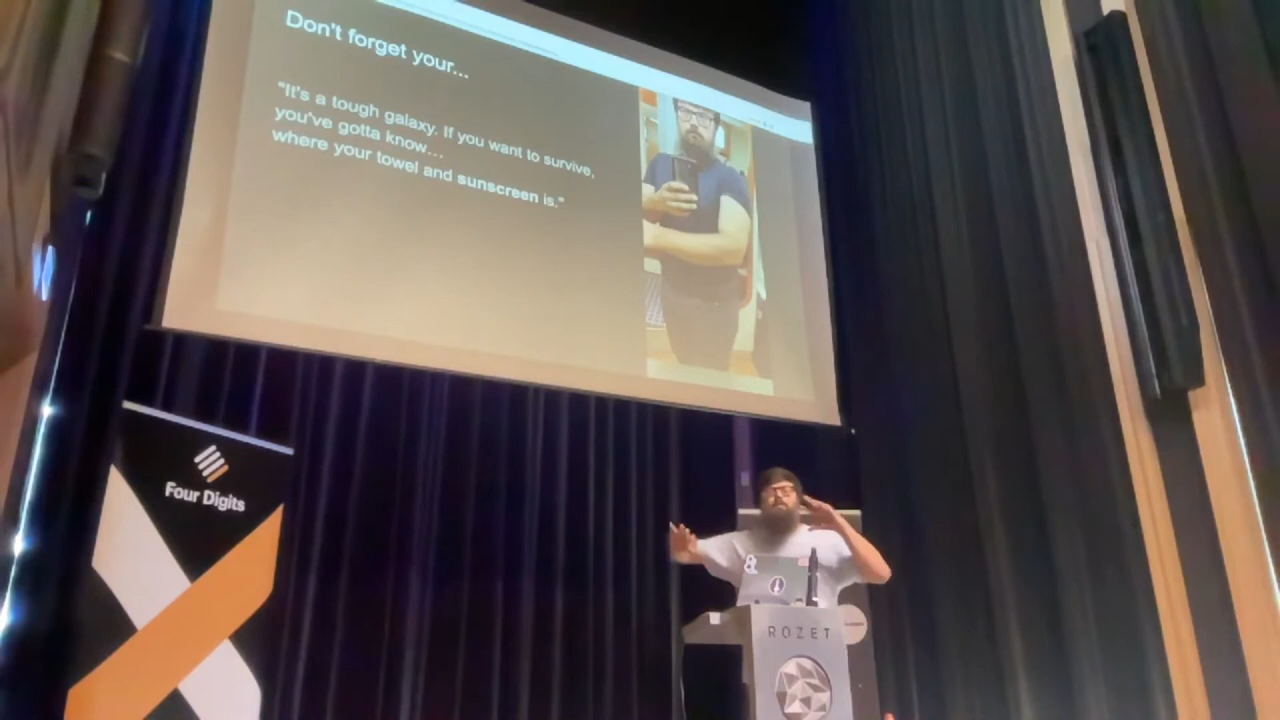 Don't forget your...
"It's a tough galaxy. If you want to survive,
you've gotta know...
where your towel and sunscreen is."
Four Digits
ROZET